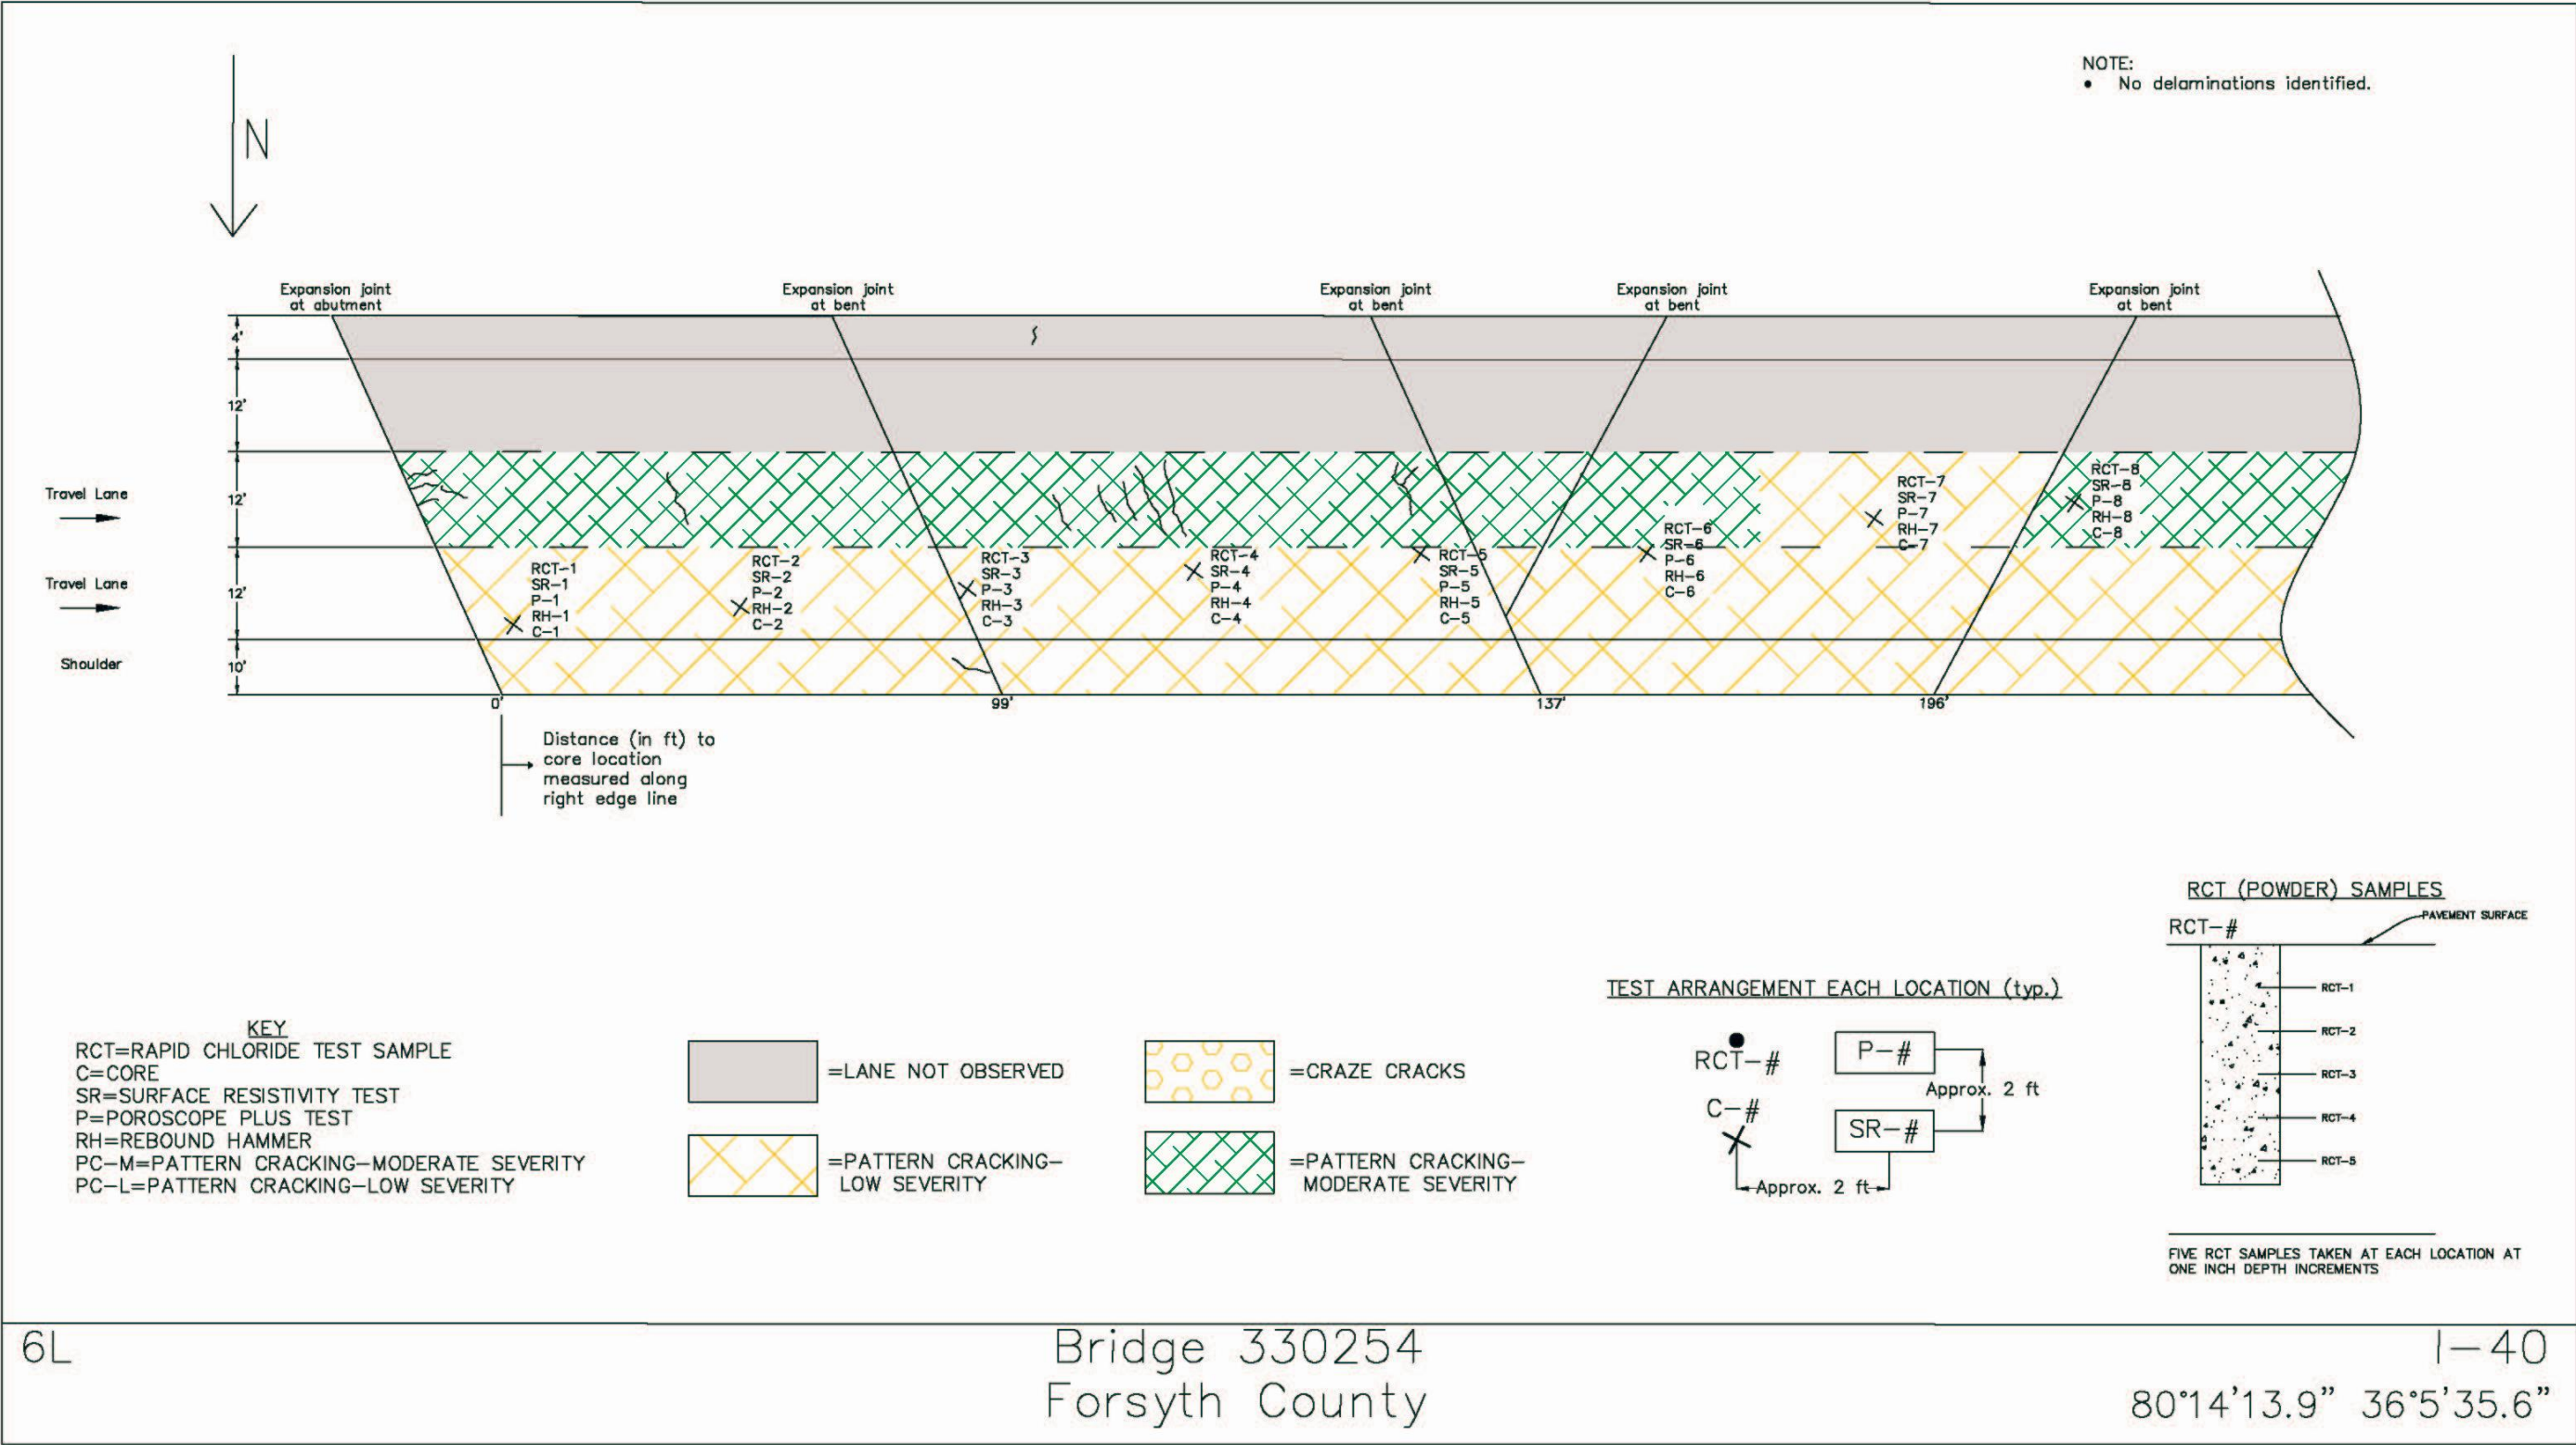 NOTE:
• No delaminations identified.
N
Expansion joint
at abutment
Expansion joint
at bent
Expansion joint
at bent
Expansion joint
at bent
Expansion joint
at bent
4'
12'
12'
12'
10'
Travel Lane
Travel Lane
Shoulder
RCT-1
SR-1
P-1
RH-1
C-1
RCT-2
SR-2
P-2
RH-2
C-2
RCT-3
SR-3
P-3
RH-3
C-3
RCT-4
SR-4
P-4
RH-4
C-4
RCT-5
SR-5
P-5
RH-5
C-5
RCT-6
SR-6
P-6
RH-6
C-6
RCT-7
SR-7
P-7
RH-7
C-7
RCT-8
SR-8
P-8
RH-8
C-8
0'
99'
137'
196'
Distance (in ft) to
core location
measured along
right edge line
KEY
RCT=RAPID CHLORIDE TEST SAMPLE
C=CORE
SR=SURFACE RESISTIVITY TEST
P=POROSCOPE PLUS TEST
RH=REBOUND HAMMER
PC-M=PATTERN CRACKING-MODERATE SEVERITY
PC-L=PATTERN CRACKING-LOW SEVERITY
=LANE NOT OBSERVED
=PATTERN CRACKING-
LOW SEVERITY
=CRAZE CRACKS
=PATTERN CRACKING-
MODERATE SEVERITY
TEST ARRANGEMENT EACH LOCATION (typ.)
RCT-#
P-#
Approx. 2 ft
C-#
SR-#
Approx. 2 ft
RCT (POWDER) SAMPLES
PAVEMENT SURFACE
RCT-#
RCT-1
RCT-2
RCT-3
RCT-4
RCT-5
FIVE RCT SAMPLES TAKEN AT EACH LOCATION AT
ONE INCH DEPTH INCREMENTS
6L
Bridge 330254
Forsyth County
I-40
80°14'13.9" 36°5'35.6"